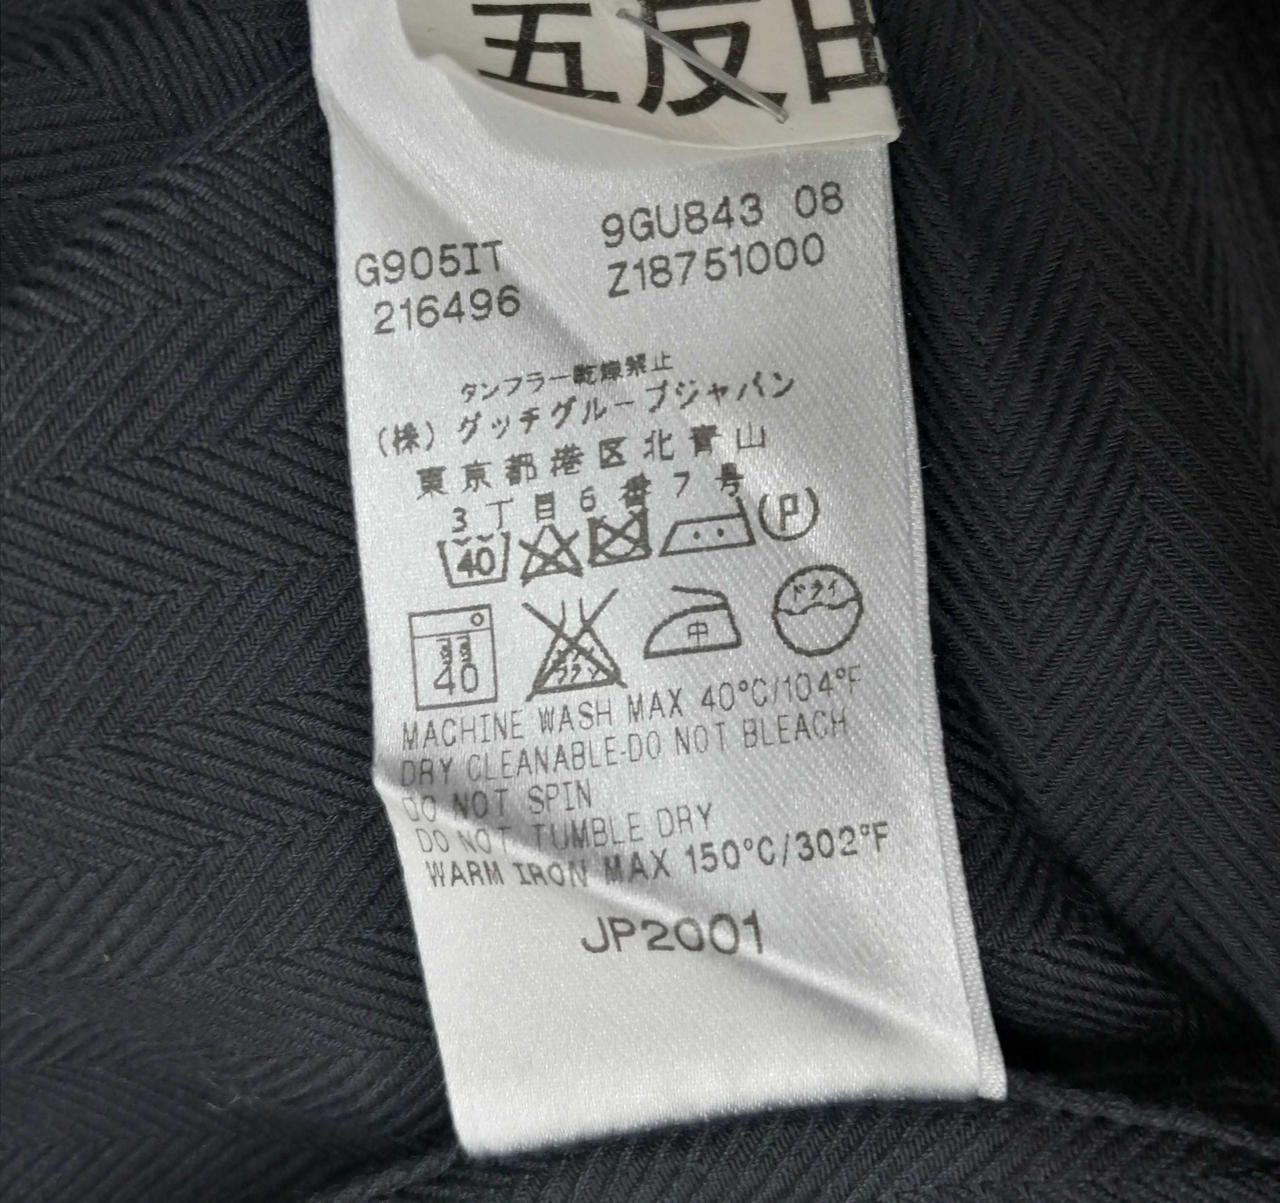 五反田
G905IT 9GU843 08
216496 Z18751000
タンブラー乾燥禁止
（株）グッチグループジャパン
東京都港区北青山
3丁目6番7号
40 P
40 中 ドライ
MACHINE WASH MAX 40°C/104°F
DRY CLEANABLE-DO NOT BLEACH
DO NOT SPIN
DO NOT TUMBLE DRY
WARM IRON MAX 150°C/302°F
JP2001